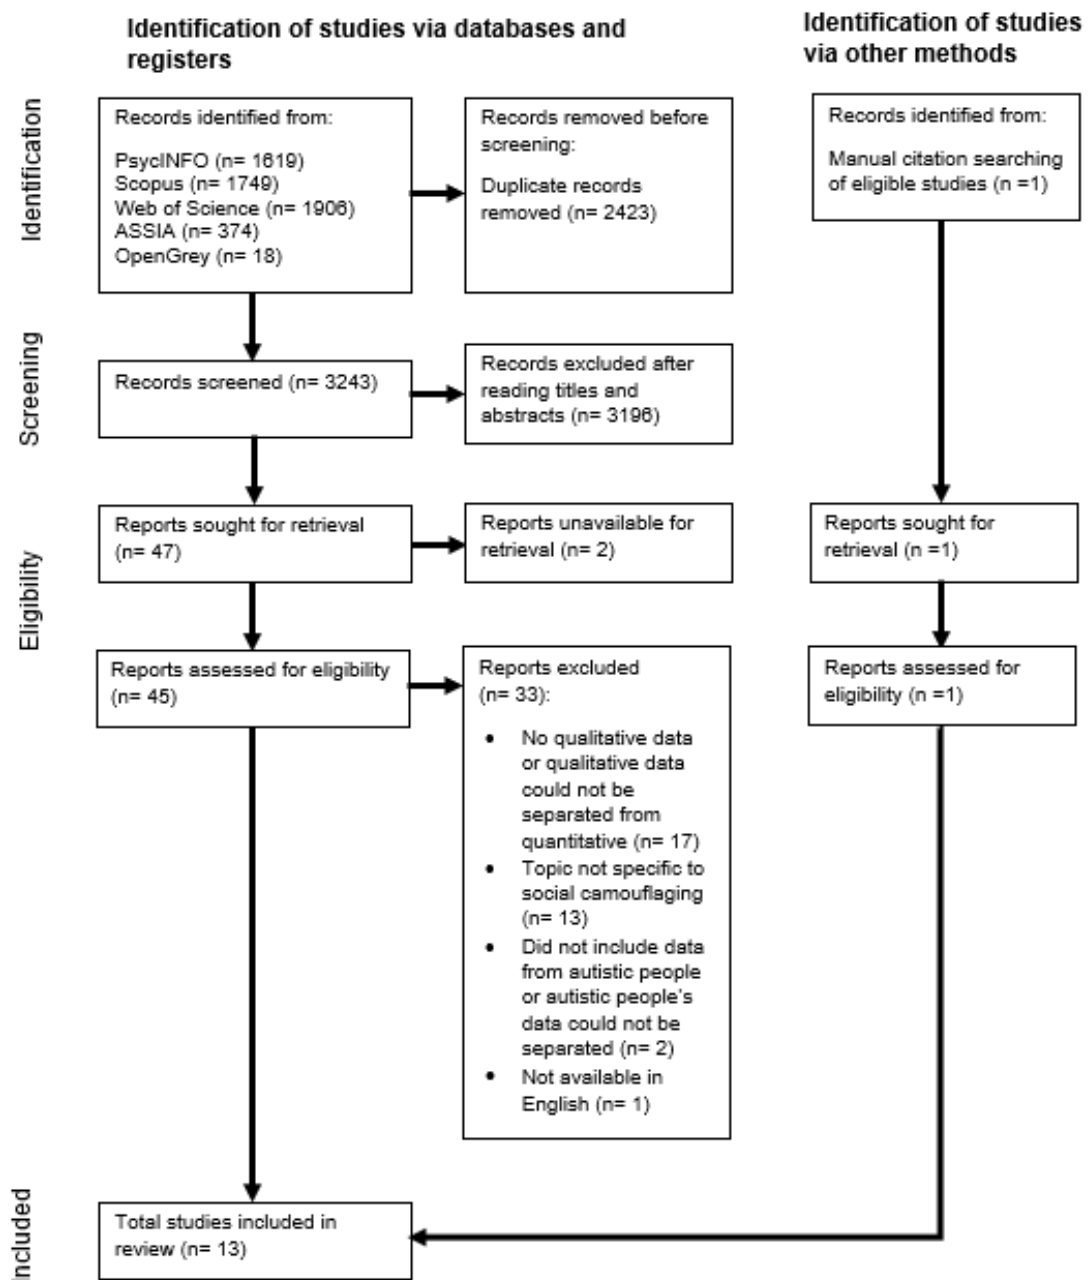 Identification of studies via databases and
registers
Identification of studies
via other methods
Identification
Records identified from:
PsycINFO (n= 1619)
Scopus (n= 1749)
Web of Science (n= 1906)
ASSIA (n= 374)
OpenGrey (n= 18)
Records removed before
screening:
Duplicate records
removed (n= 2423)
Records identified from:
Manual citation searching
of eligible studies (n =1)
Screening
Records screened (n= 3243)
Records excluded after
reading titles and
abstracts (n= 3196)
Eligibility
Reports sought for retrieval
(n= 47)
Reports unavailable for
retrieval (n= 2)
Reports sought for
retrieval (n =1)
Reports assessed for eligibility
(n= 45)
Reports excluded
(n= 33):
• No qualitative data
or qualitative data
could not be
separated from
quantitative (n= 17)
• Topic not specific to
social camouflaging
(n= 13)
• Did not include data
from autistic people
or autistic people's
data could not be
separated (n= 2)
• Not available in
English (n= 1)
Reports assessed for
eligibility (n =1)
Included
Total studies included in
review (n= 13)